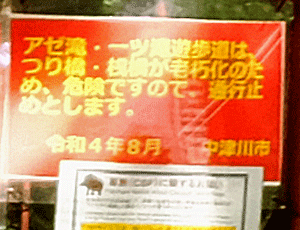 アゼ滝・一ツ滝遊歩道は、
つり橋・桟橋が老朽化のた
め、危険ですので、通行止
めとします。
令和4年8月 中津川市